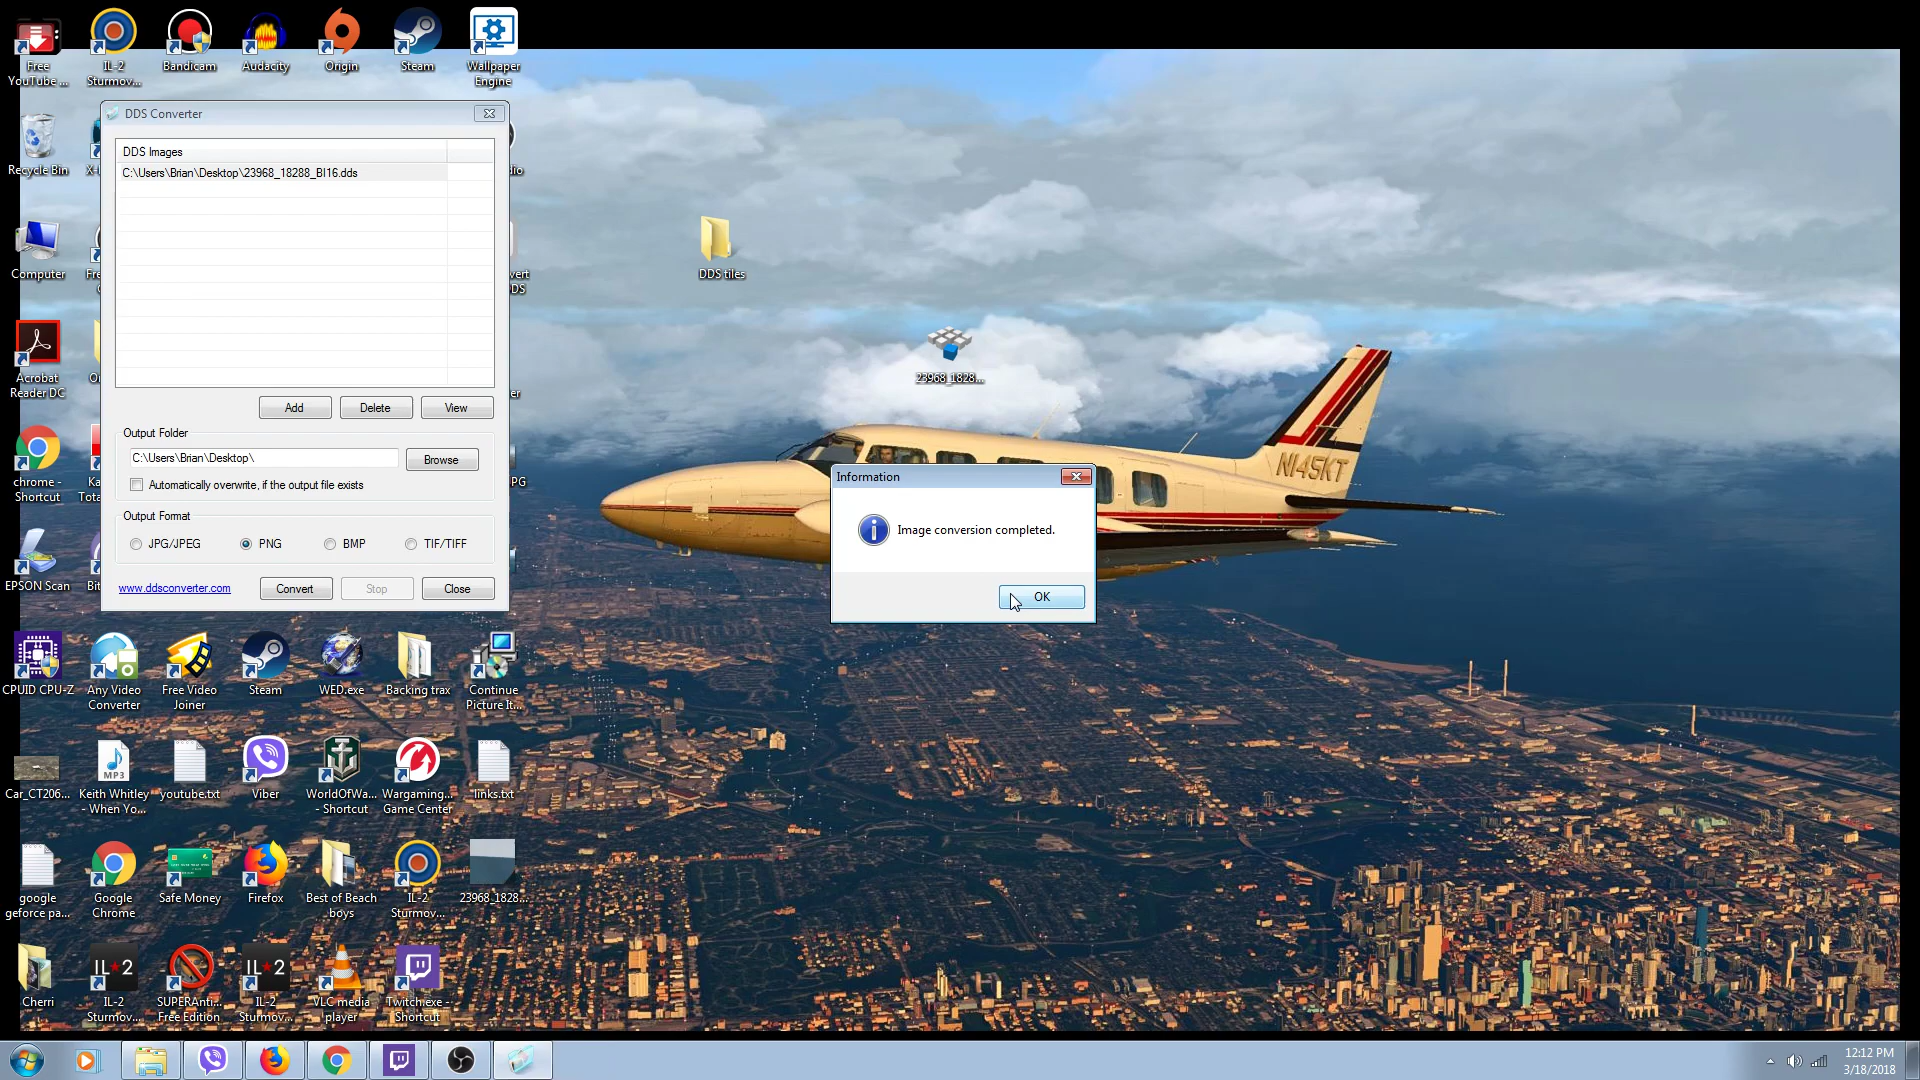 Free
YouTube ...
IL-2
Sturmov...
Bandicam
Audacity
Origin
Steam
Wallpaper
Engine
DDS Converter
DDS Images
C:\Users\Brian\Desktop\23968_18288_BI16.dds
Recycle Bin
Computer
DDS tiles
23968_1828...
Acrobat
Reader DC
Add
Delete
View
Output Folder
C:\Users\Brian\Desktop\
Browse
Automatically overwrite, if the output file exists
Output Format
JPG/JPEG
PNG
BMP
TIF/TIFF
www.ddsconverter.com
Convert
Stop
Close
chrome -
Shortcut
EPSON Scan
N145KT
Information
Image conversion completed.
OK
CPUID CPU-Z
Any Video
Converter
Free Video
Joiner
Steam
WED.exe
Backing trax
Continue
Picture It...
Car_CT206...
MP3
Keith Whitley
- When Yo...
youtube.txt
Viber
WorldOfWa...
- Shortcut
Wargaming...
Game Center
links.txt
google
geforce pa...
Google
Chrome
Safe Money
Firefox
Best of Beach
boys
IL-2
Sturmov...
23968_1828...
Cherri
IL★2
IL-2
Sturmov...
SUPERAnti...
Free Edition
IL★2
IL-2
Sturmov...
VLC media
player
Twitch.exe -
Shortcut
12:12 PM
3/18/2018